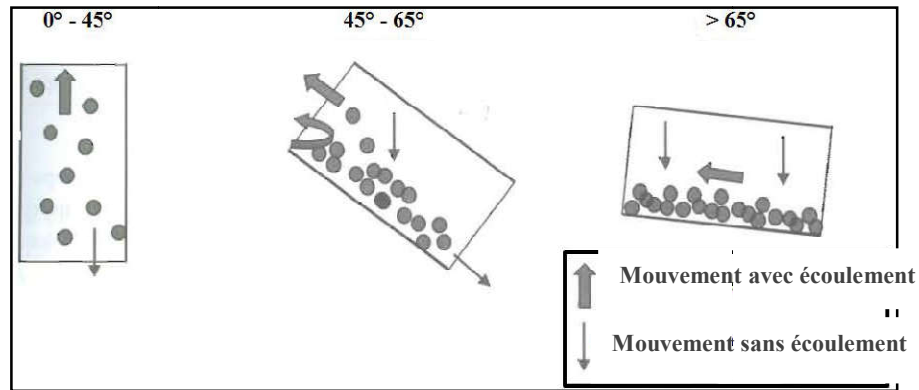 0° - 45° 45° - 65° > 65°
Mouvement avec écoulement
Mouvement sans écoulement